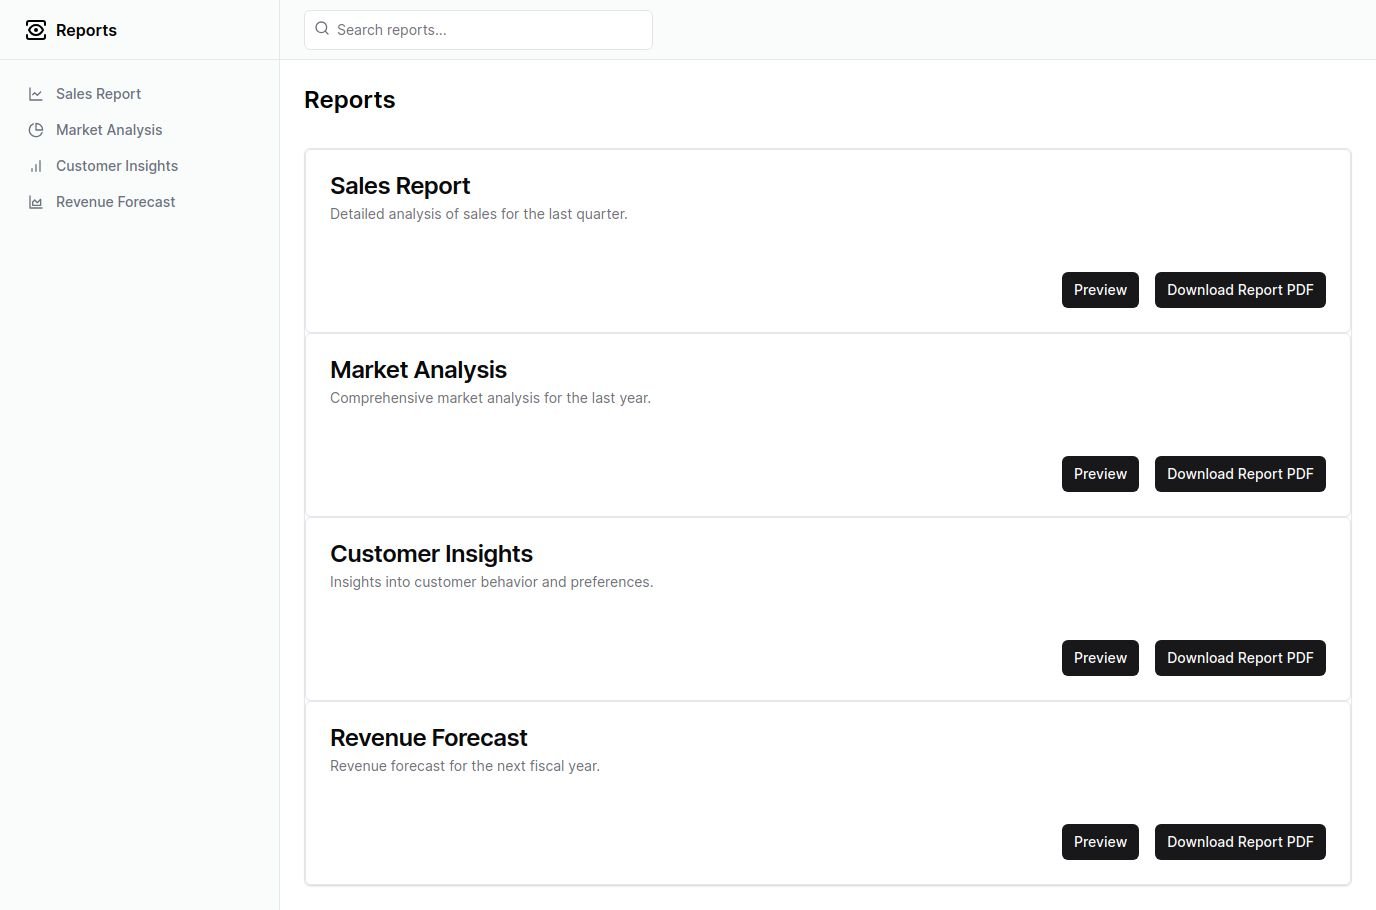 Reports
Search reports...
Sales Report
Market Analysis
Customer Insights
Revenue Forecast
Reports
Sales Report
Detailed analysis of sales for the last quarter.
Preview Download Report PDF
Market Analysis
Comprehensive market analysis for the last year.
Preview Download Report PDF
Customer Insights
Insights into customer behavior and preferences.
Preview Download Report PDF
Revenue Forecast
Revenue forecast for the next fiscal year.
Preview Download Report PDF